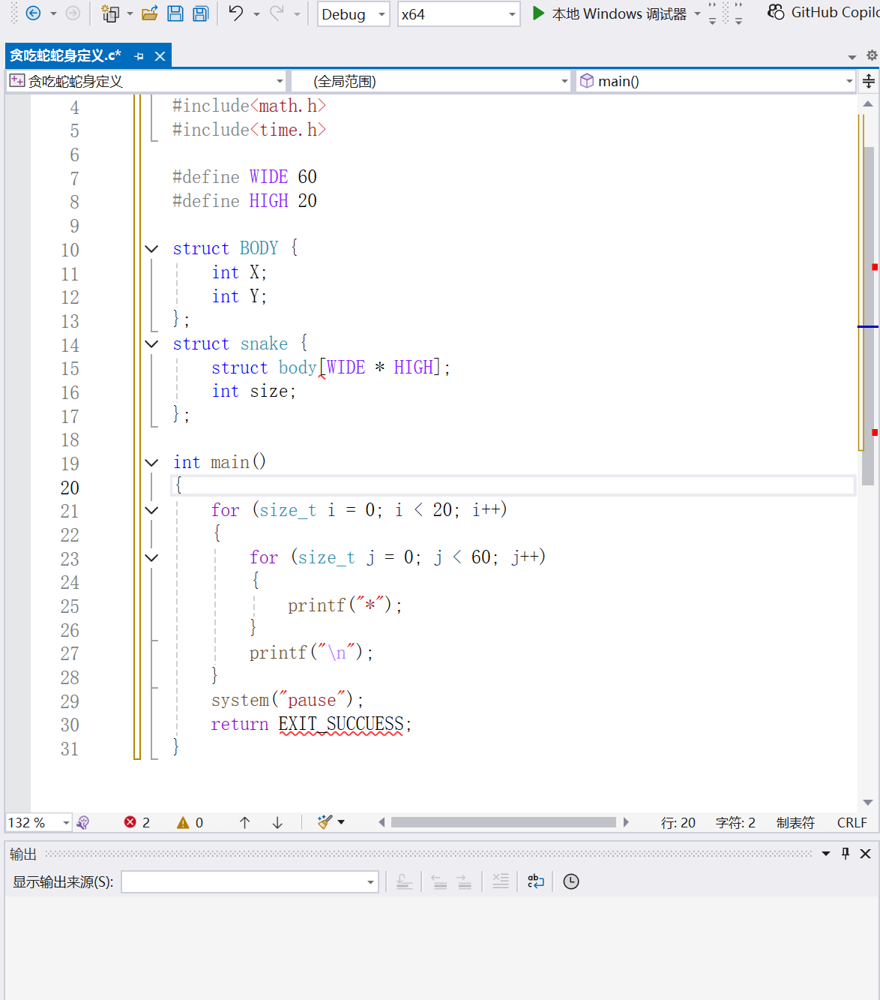 Debug x64 本地 Windows 调试器 GitHub
贪吃蛇蛇身定义.c*
贪吃蛇蛇身定义 (全局范围) main()
4 #include<math.h>
5 #include<time.h>
6
7 #define WIDE 60
8 #define HIGH 20
9
10 struct BODY {
11 int X;
12 int Y;
13 };
14 struct snake {
15 struct body[WIDE * HIGH];
16 int size;
17 };
18
19 int main()
20 {
21 for (size_t i = 0; i < 20; i++)
22 {
23 for (size_t j = 0; j < 60; j++)
24 {
25 printf("*");
26 }
27 printf("\n");
28 }
29 system("pause");
30 return EXIT_SUCCUESS;
31 }
132 % 2 0 行: 20 字符: 2 制表符 CRLF
输出
显示输出来源(S):